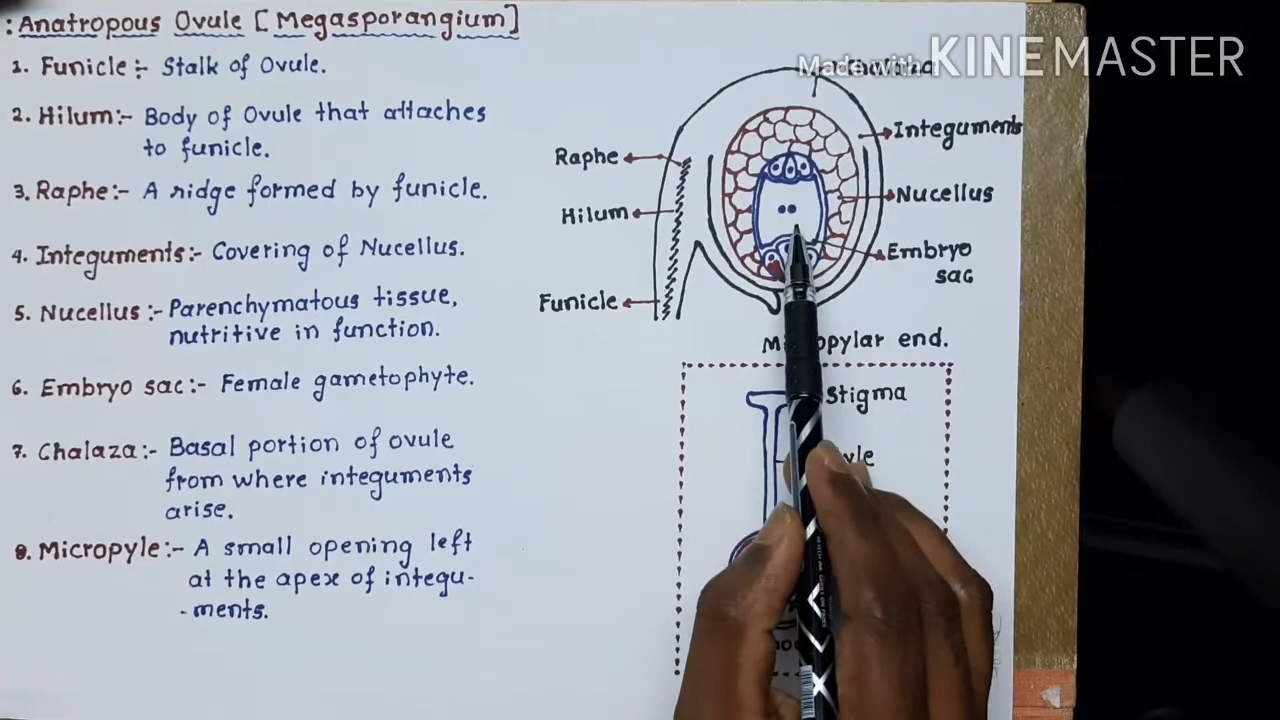 :Anatropous Ovule [Megasporangium]
1. Funicle:- Stalk of Ovule.
2. Hilum:- Body of Ovule that attaches
to funicle.
3. Raphe:- A ridge formed by funicle.
4. Integuments:- Covering of Nucellus.
5. Nucellus:- Parenchymatous tissue,
nutritive in function.
6. Embryo sac:- Female gametophyte.
7. Chalaza:- Basal portion of ovule
from where integuments
arise.
8. Micropyle:- A small opening left
at the apex of integu-
-ments.
Made with KINEMASTER
Integuments
Raphe
Nucellus
Hilum
Embryo
sac
Funicle
end.
Stigma